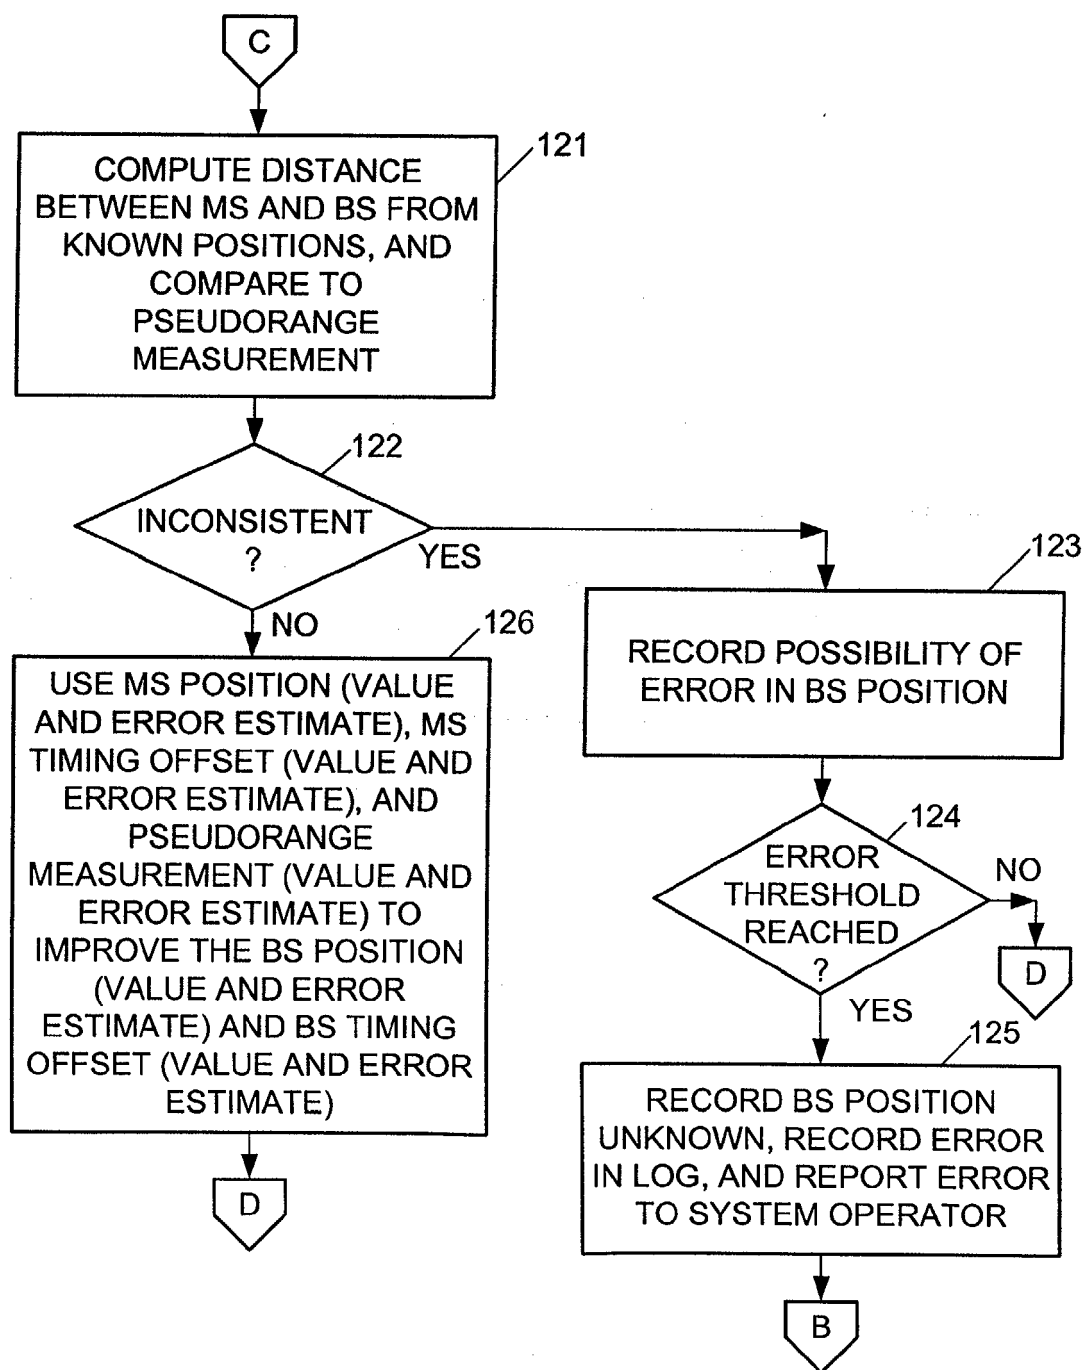 C
121
COMPUTE DISTANCE
BETWEEN MS AND BS FROM
KNOWN POSITIONS, AND
COMPARE TO
PSEUDORANGE
MEASUREMENT
122
INCONSISTENT
?
YES
NO
123
RECORD POSSIBILITY OF
ERROR IN BS POSITION
126
USE MS POSITION (VALUE
AND ERROR ESTIMATE), MS
TIMING OFFSET (VALUE AND
ERROR ESTIMATE), AND
PSEUDORANGE
MEASUREMENT (VALUE AND
ERROR ESTIMATE) TO
IMPROVE THE BS POSITION
(VALUE AND ERROR
ESTIMATE) AND BS TIMING
OFFSET (VALUE AND ERROR
ESTIMATE)
D
124
ERROR
THRESHOLD
REACHED
?
NO
D
YES
125
RECORD BS POSITION
UNKNOWN, RECORD ERROR
IN LOG, AND REPORT ERROR
TO SYSTEM OPERATOR
B